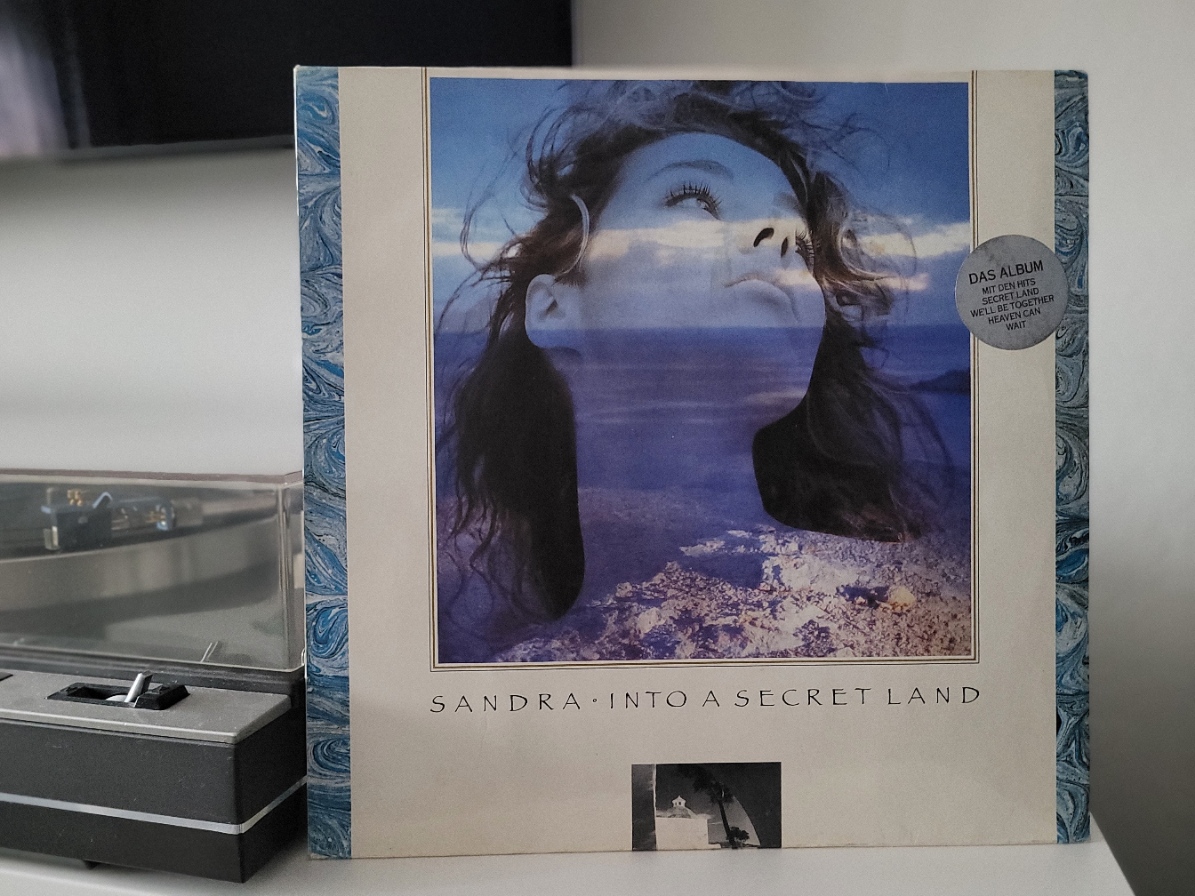 DAS ALBUM
MIT DEN HITS
SECRET LAND
WE'LL BE TOGETHER
HEAVEN CAN
WAIT
SANDRA • INTO A SECRET LAND